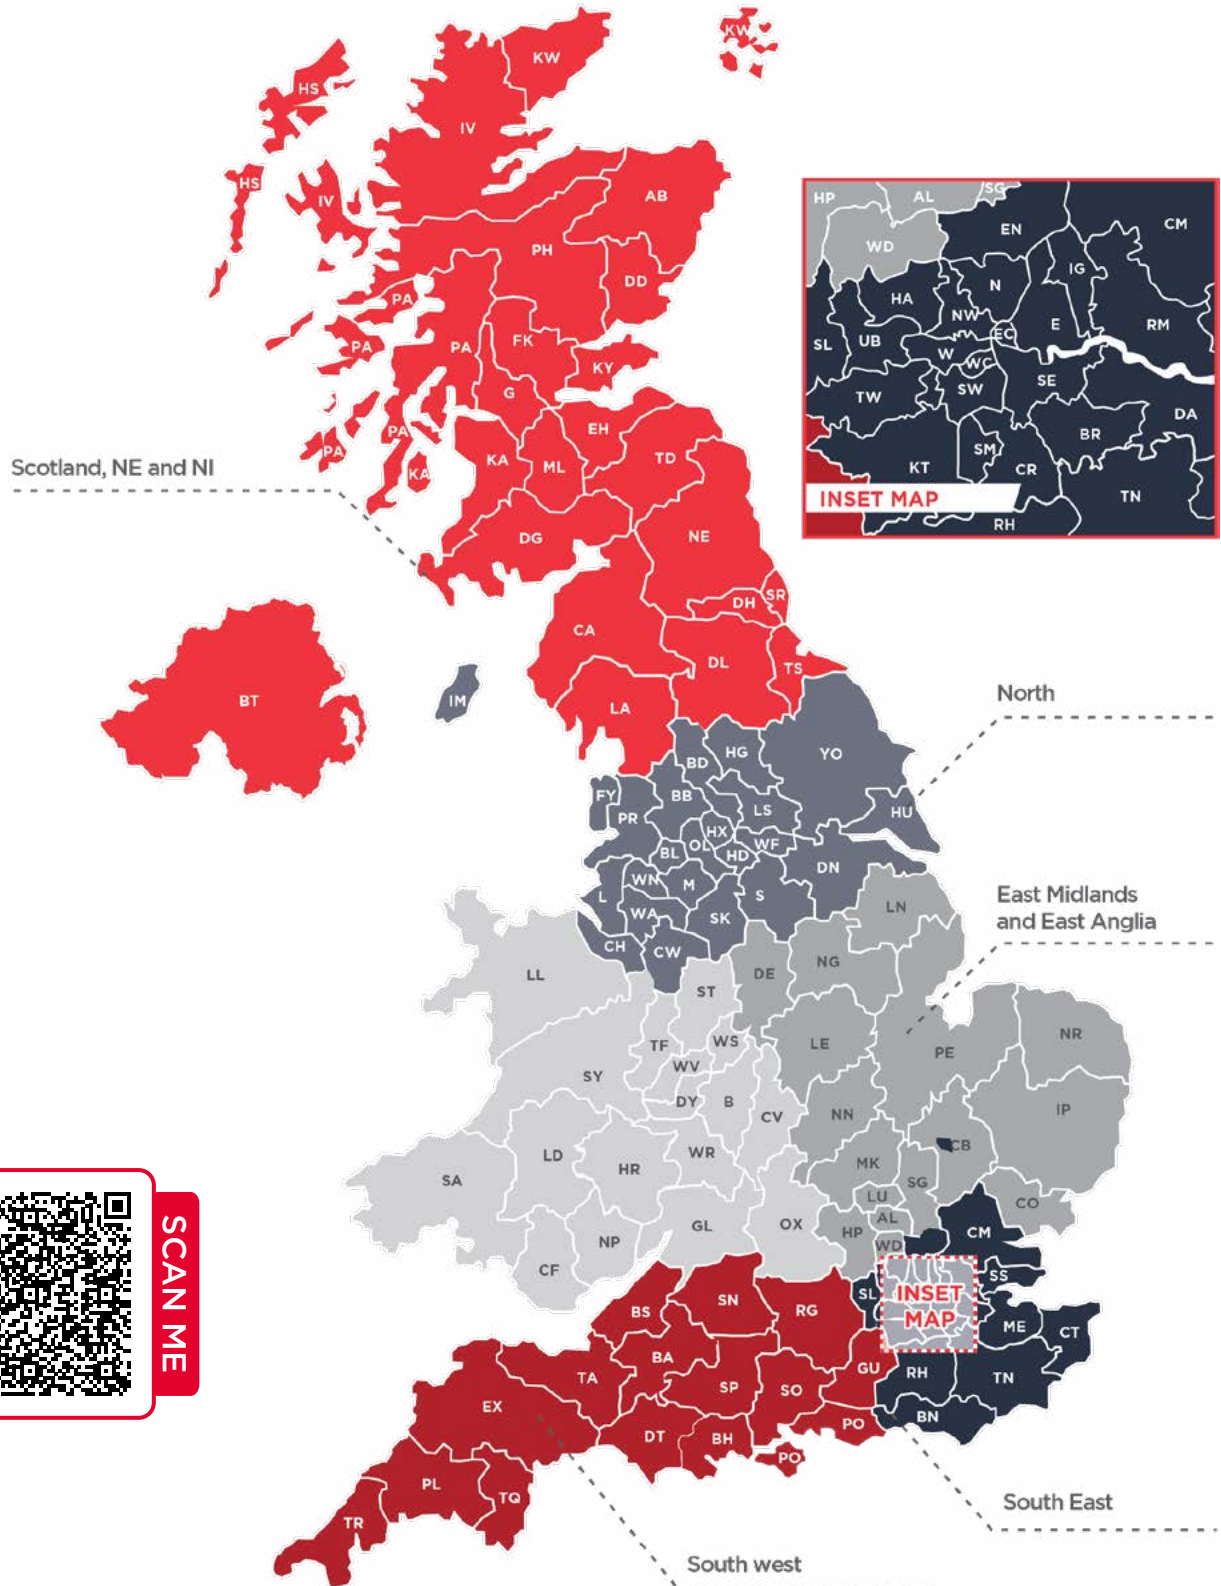 KW
KW
HS
IV
HS
IV
AB
PH
DD
PA
PA
PA
FK
KY
G
PA
PA
EH
KA
KA
ML
TD
Scotland, NE and NI
DG
NE
DH
SR
CA
DL
TS
BT
IM
LA
HP
AL
SG
CM
EN
WD
IG
N
HA
NW
E
RM
EC
SL
UB
W
WC
SE
TW
SW
DA
BR
SM
KT
CR
TN
INSET MAP
RH
North
YO
HG
BD
FY
BB
LS
HU
PR
HX
OL
WF
BL
HD
DN
WN
M
S
L
WA
SK
CH
CW
East Midlands
and East Anglia
LN
NG
DE
LL
ST
LE
NR
PE
TF
WS
WV
SY
DY
B
CV
NN
IP
CB
LD
HR
WR
MK
SA
SG
LU
CO
AL
GL
OX
HP
CM
WD
NP
CF
SS
SL
INSET
MAP
SCAN ME
BS
SN
RG
ME
CT
BA
GU
RH
TN
TA
SP
SO
EX
BN
PO
DT
BH
PO
PL
TQ
South East
TR
South west